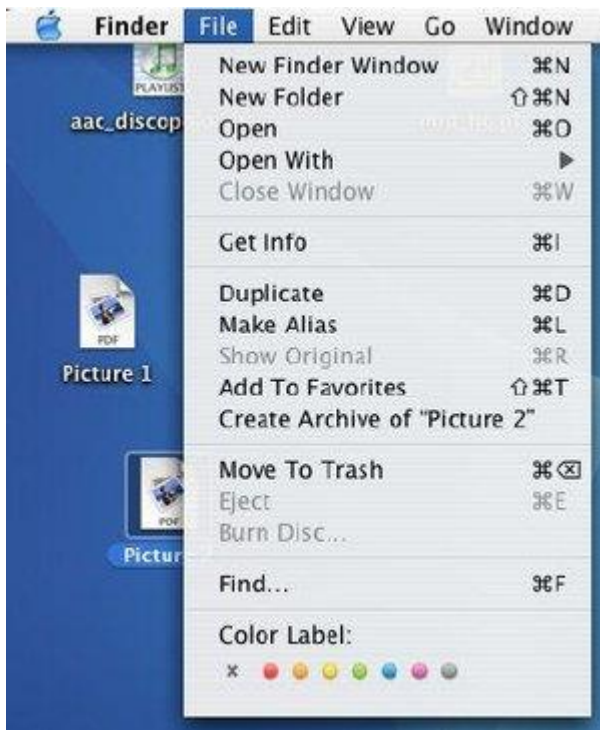 Finder File Edit View Go Window
PLAYLIST
aac_discop
New Finder Window ⌘N
New Folder ⇧⌘N
Open ⌘O
Open With ▶
Close Window ⌘W
Get Info ⌘I
Duplicate ⌘D
Make Alias ⌘L
Show Original ⌘R
Add To Favorites ⇧⌘T
Create Archive of “Picture 2”
PDF
Picture 1
Move To Trash ⌘⌫
Eject ⌘E
Burn Disc...
PDF
Pictur
Find... ⌘F
Color Label:
x